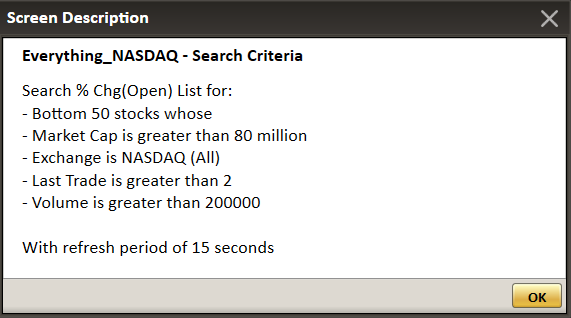 Screen Description
Everything_NASDAQ - Search Criteria
Search % Chg(Open) List for:
- Bottom 50 stocks whose
- Market Cap is greater than 80 million
- Exchange is NASDAQ (All)
- Last Trade is greater than 2
- Volume is greater than 200000
With refresh period of 15 seconds
OK